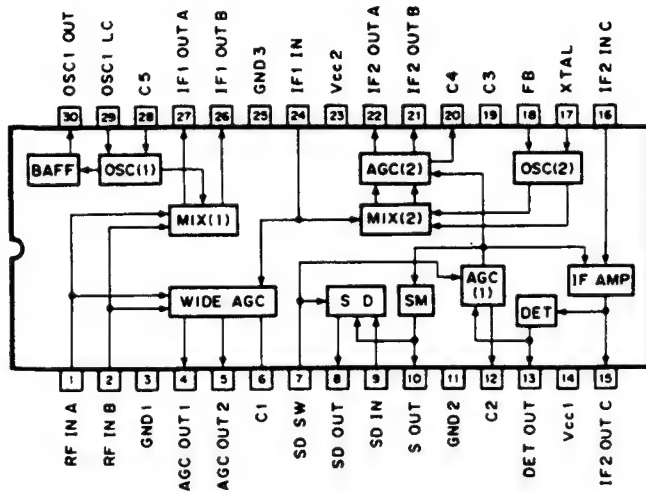 OSC1 OUT
OSC1 LC
C5
IF1 OUT A
IF1 OUT B
GND3
IF1 IN
Vcc2
IF2 OUT A
IF2 OUT B
C4
C3
FB
XTAL
IF2 IN C
30
29
28
27
26
25
24
23
22
21
20
19
18
17
16
BAFF
OSC(1)
AGC(2)
OSC(2)
MIX(1)
MIX(2)
WIDE AGC
S D
SM
AGC
(1)
IF AMP
DET
1
2
3
4
5
6
7
8
9
10
11
12
13
14
15
RF IN A
RF IN B
GND1
AGC OUT1
AGC OUT2
C1
SD SW
SD OUT
SD IN
S OUT
GND2
C2
DET OUT
Vcc1
IF2 OUT C